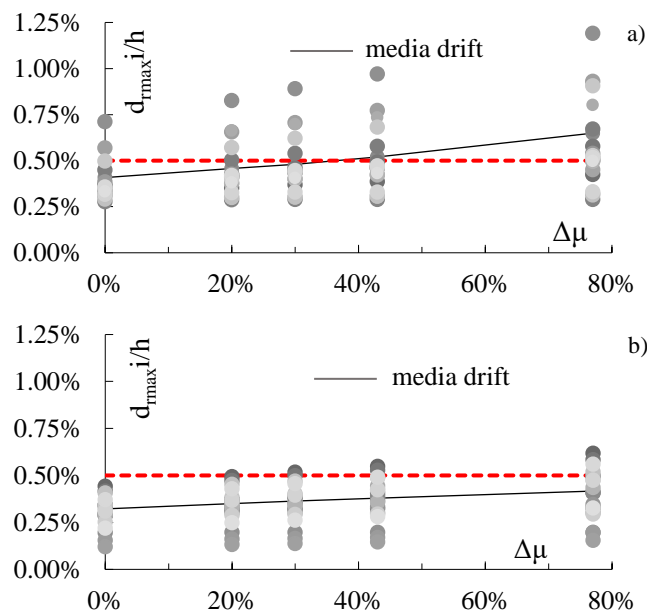 1.25%
a)
media drift
1.00%
d_rmax i/h
0.75%
0.50%
0.25%
Δμ
0.00%
0%
20%
40%
60%
80%
1.25%
b)
media drift
1.00%
d_rmax i/h
0.75%
0.50%
0.25%
Δμ
0.00%
0%
20%
40%
60%
80%